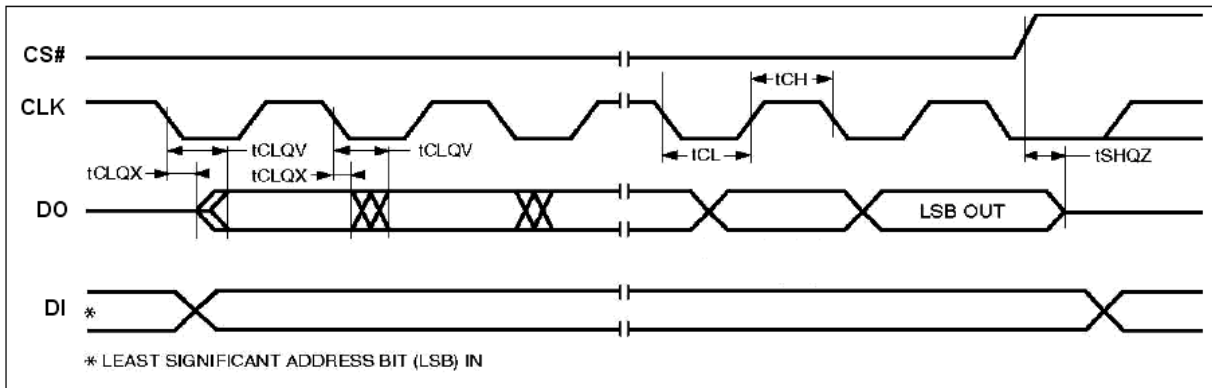 CS#
tCH
CLK
tCLQV
tCLQV
tCL
tSHQZ
tCLQX
tCLQX
DO
LSB OUT
DI
*
* LEAST SIGNIFICANT ADDRESS BIT (LSB) IN